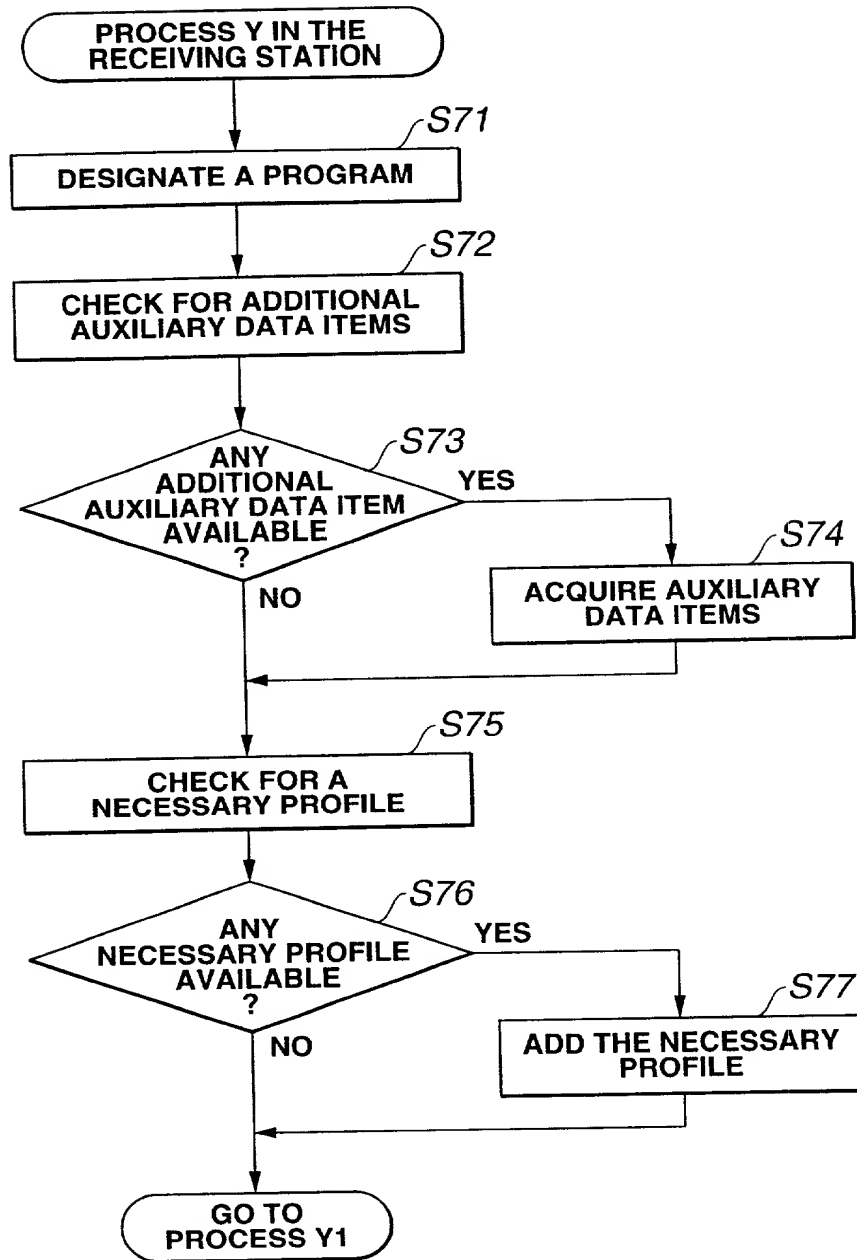 PROCESS Y IN THE
RECEIVING STATION
S71
DESIGNATE A PROGRAM
S72
CHECK FOR ADDITIONAL
AUXILIARY DATA ITEMS
S73
ANY
ADDITIONAL
AUXILIARY DATA ITEM
AVAILABLE
?
YES
NO
S74
ACQUIRE AUXILIARY
DATA ITEMS
S75
CHECK FOR A
NECESSARY PROFILE
S76
ANY
NECESSARY PROFILE
AVAILABLE
?
YES
NO
S77
ADD THE NECESSARY
PROFILE
GO TO
PROCESS Y1